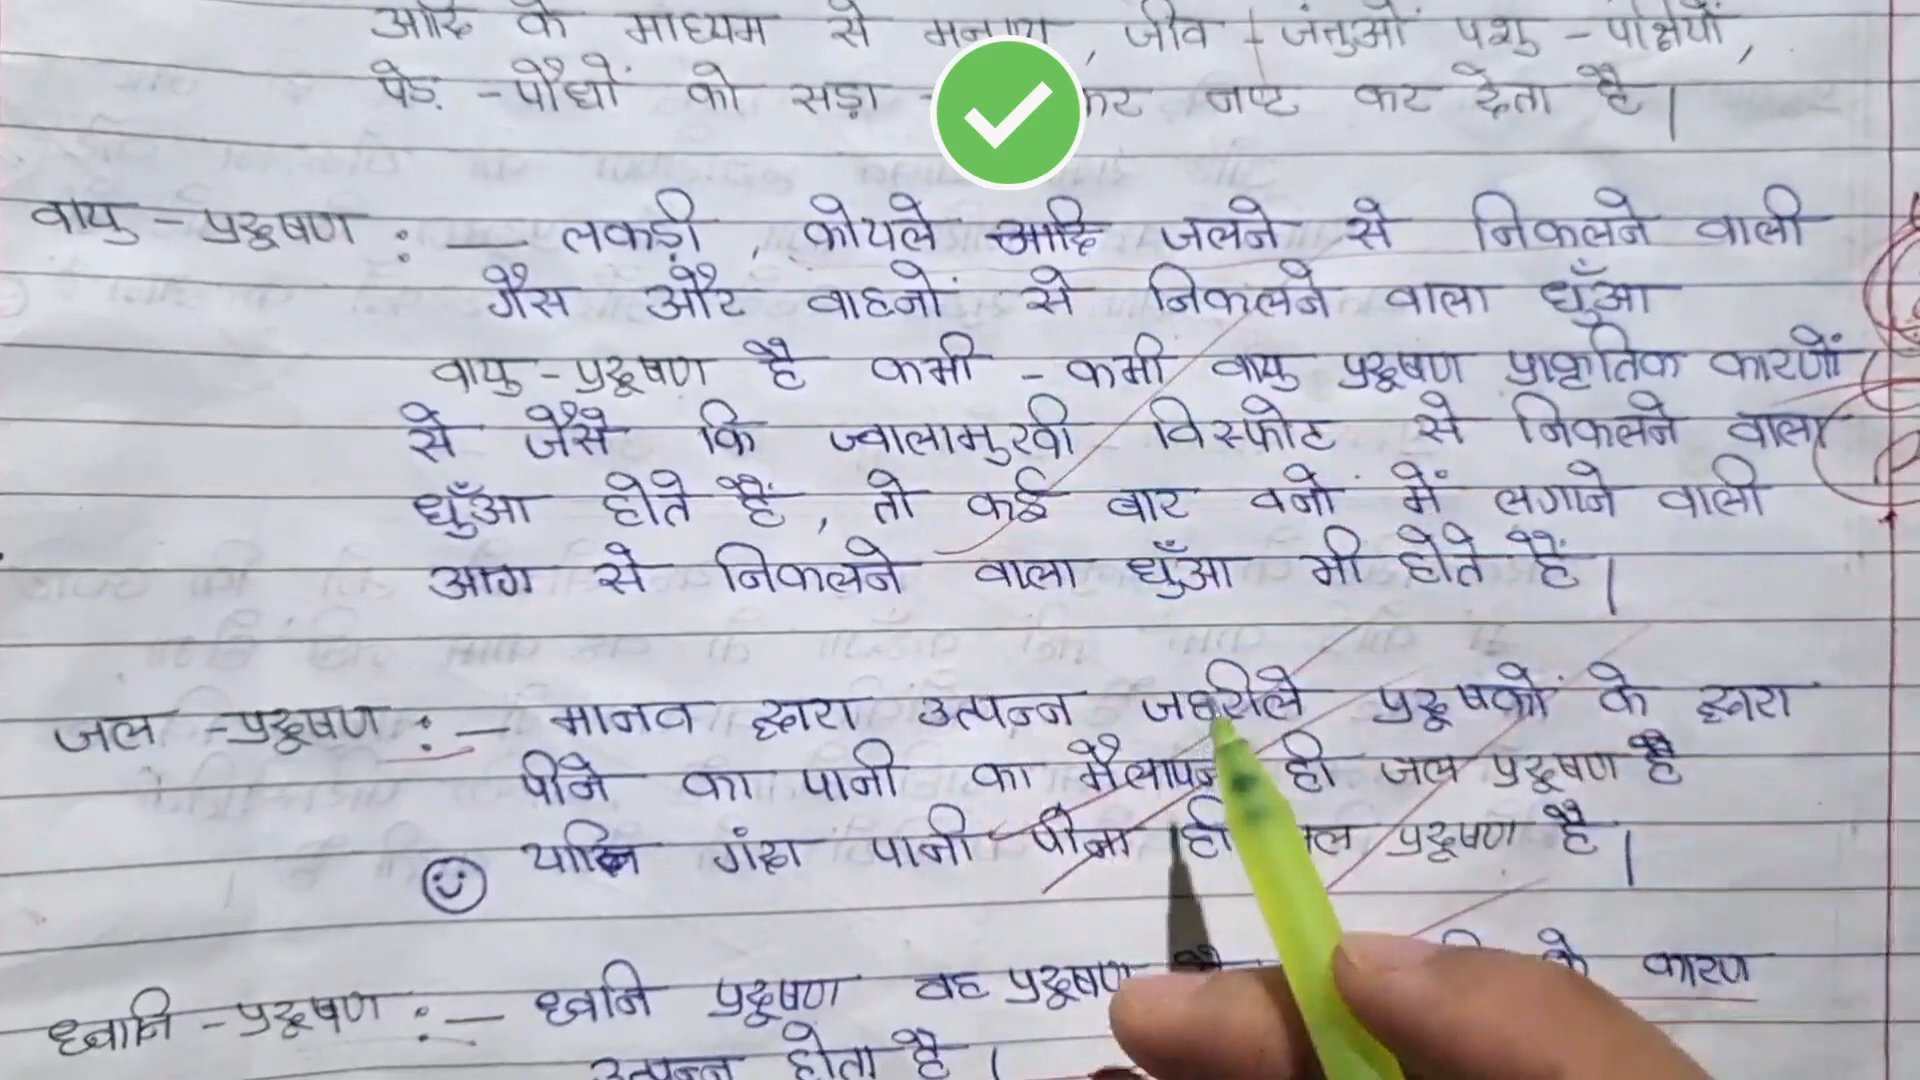 आदि के माध्यम से जीव - जंतुओं पशु - पक्षियों,
पेड़ - पौधों को सड़ा - कर नष्ट कर देता है।
वायु - प्रदूषण : — लकड़ी, कोयले आदि जलने से निकलने वाली
गैस और वाहनों से निकलने वाला धुँआ
वायु - प्रदूषण है कभी - कभी वायु प्रदूषण प्राकृतिक कारणों
से जैसे कि ज्वालामुखी विस्फोट से निकलने वाला
धुँआ होते हैं, तो कई बार वनों में लगाने वाली
आग से निकलने वाला धुँआ भी होते हैं।
जल - प्रदूषण : — मानव द्वारा उत्पन्न जहरीले प्रदूषकों के द्वारा
पीने का पानी का मैलापन ही जल प्रदूषण है
गंदा पानी पीना ही जल प्रदूषण है।
ध्वनि - प्रदूषण : — ध्वनि प्रदूषण वह प्रदूषण के कारण
उत्पन्न होता है।